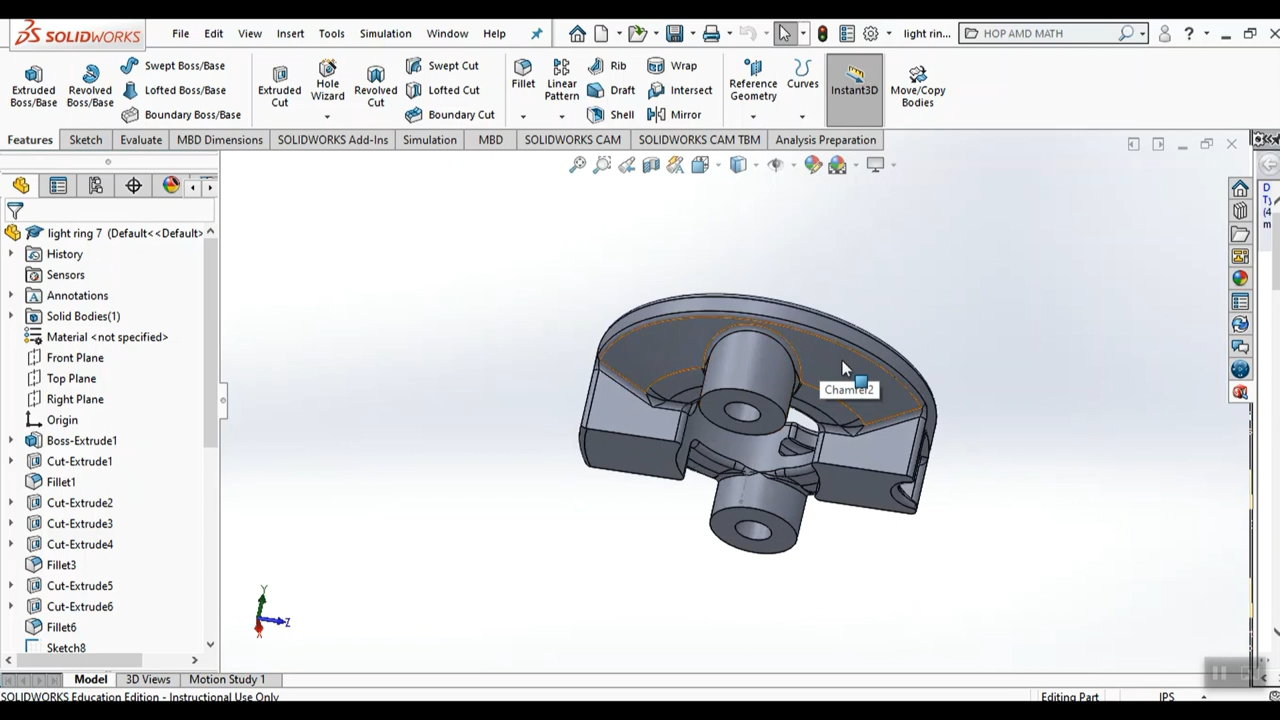 SOLIDWORKS File Edit View Insert Tools Simulation Window Help light rin... HOP AMD MATH ?
Extruded Boss/Base Revolved Boss/Base Swept Boss/Base Lofted Boss/Base Boundary Boss/Base Extruded Cut Hole Wizard Revolved Cut Swept Cut Lofted Cut Boundary Cut Fillet Linear Pattern Rib Draft Shell Wrap Intersect Mirror Reference Geometry Curves Instant3D Move/Copy Bodies
Features Sketch Evaluate MBD Dimensions SOLIDWORKS Add-Ins Simulation MBD SOLIDWORKS CAM SOLIDWORKS CAM TBM Analysis Preparation
light ring 7 (Default<<Default>
History
Sensors
Annotations
Solid Bodies(1)
Material <not specified>
Front Plane
Top Plane
Right Plane
Origin
Boss-Extrude1
Cut-Extrude1
Fillet1
Cut-Extrude2
Cut-Extrude3
Cut-Extrude4
Fillet3
Cut-Extrude5
Cut-Extrude6
Fillet6
Sketch8
Y
Z
X
Model 3D Views Motion Study 1
SOLIDWORKS Education Edition - Instructional Use Only Editing Part IPS